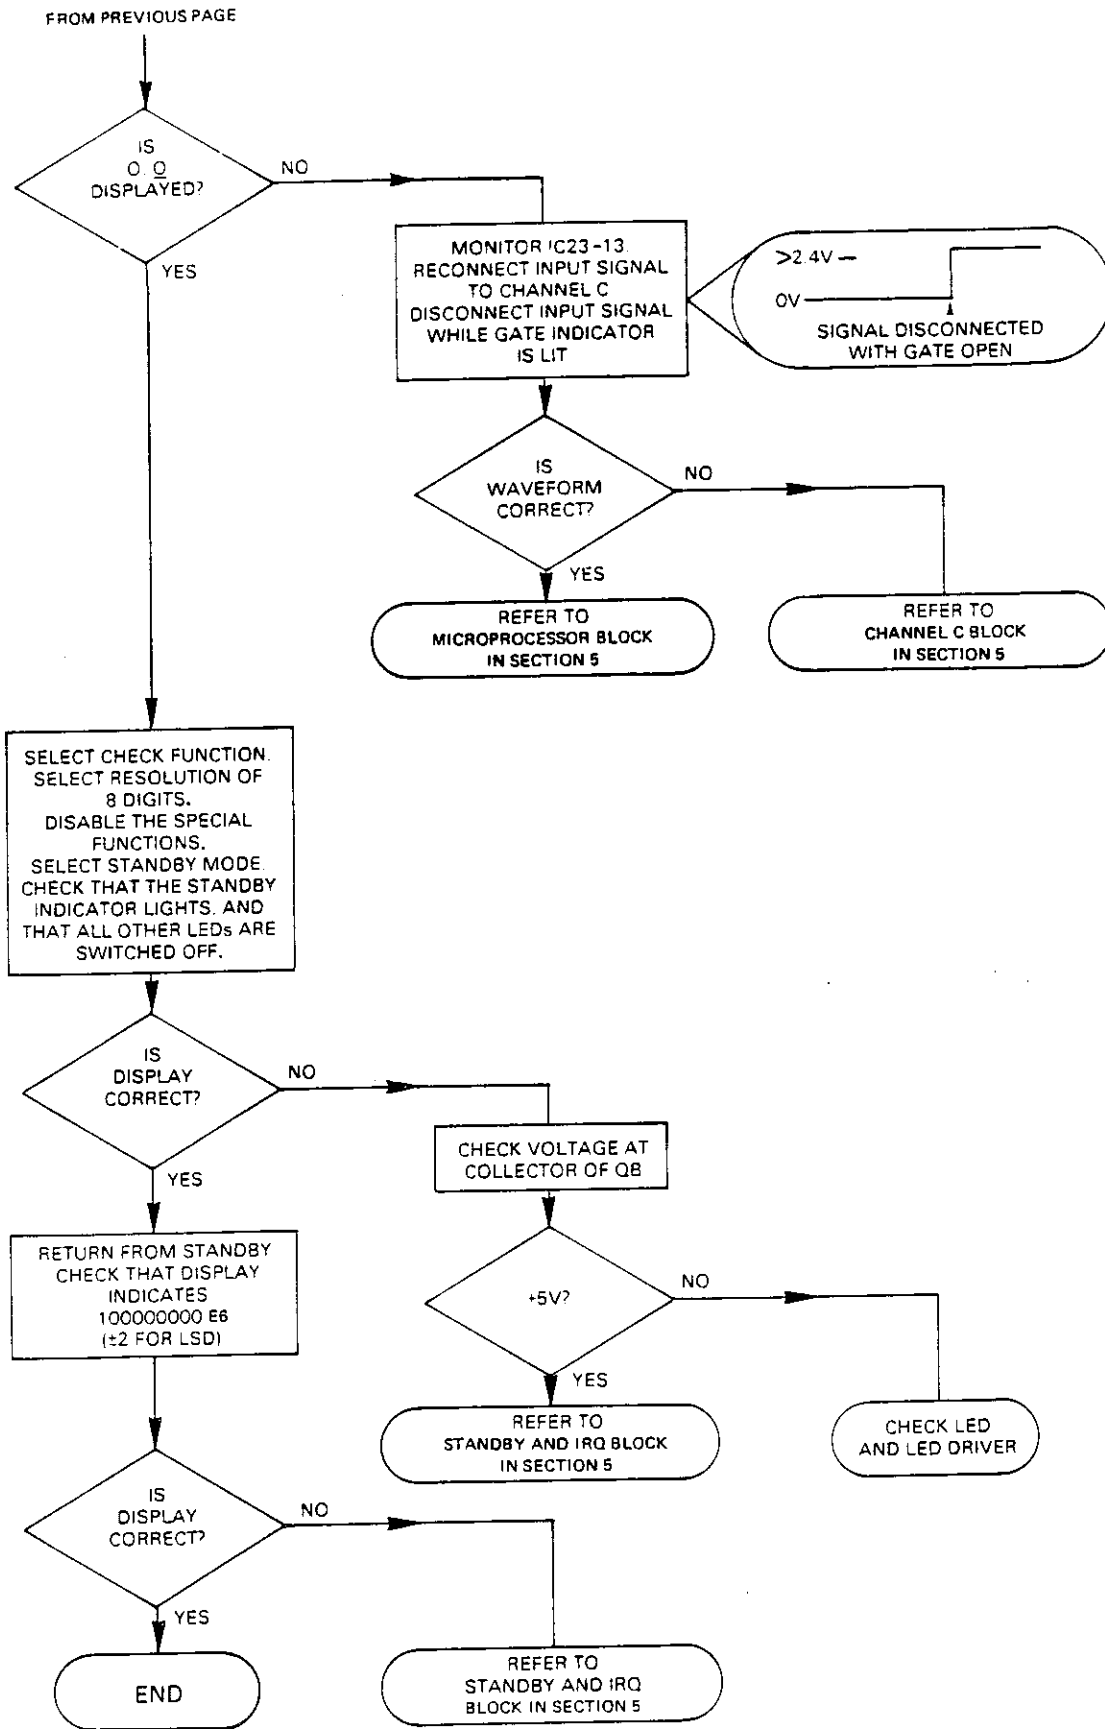 FROM PREVIOUS PAGE
IS
0. 0
DISPLAYED?
NO
YES
MONITOR IC23-13.
RECONNECT INPUT SIGNAL
TO CHANNEL C
DISCONNECT INPUT SIGNAL
WHILE GATE INDICATOR
IS LIT
>2.4V
0V
SIGNAL DISCONNECTED
WITH GATE OPEN
IS
WAVEFORM
CORRECT?
NO
YES
REFER TO
MICROPROCESSOR BLOCK
IN SECTION 5
REFER TO
CHANNEL C BLOCK
IN SECTION 5
SELECT CHECK FUNCTION.
SELECT RESOLUTION OF
8 DIGITS.
DISABLE THE SPECIAL
FUNCTIONS.
SELECT STANDBY MODE.
CHECK THAT THE STANDBY
INDICATOR LIGHTS. AND
THAT ALL OTHER LEDs ARE
SWITCHED OFF.
IS
DISPLAY
CORRECT?
NO
YES
CHECK VOLTAGE AT
COLLECTOR OF Q8
RETURN FROM STANDBY
CHECK THAT DISPLAY
INDICATES
100000000 E6
(±2 FOR LSD)
+5V?
NO
YES
REFER TO
STANDBY AND IRQ BLOCK
IN SECTION 5
CHECK LED
AND LED DRIVER
IS
DISPLAY
CORRECT?
NO
YES
END
REFER TO
STANDBY AND IRQ
BLOCK IN SECTION 5